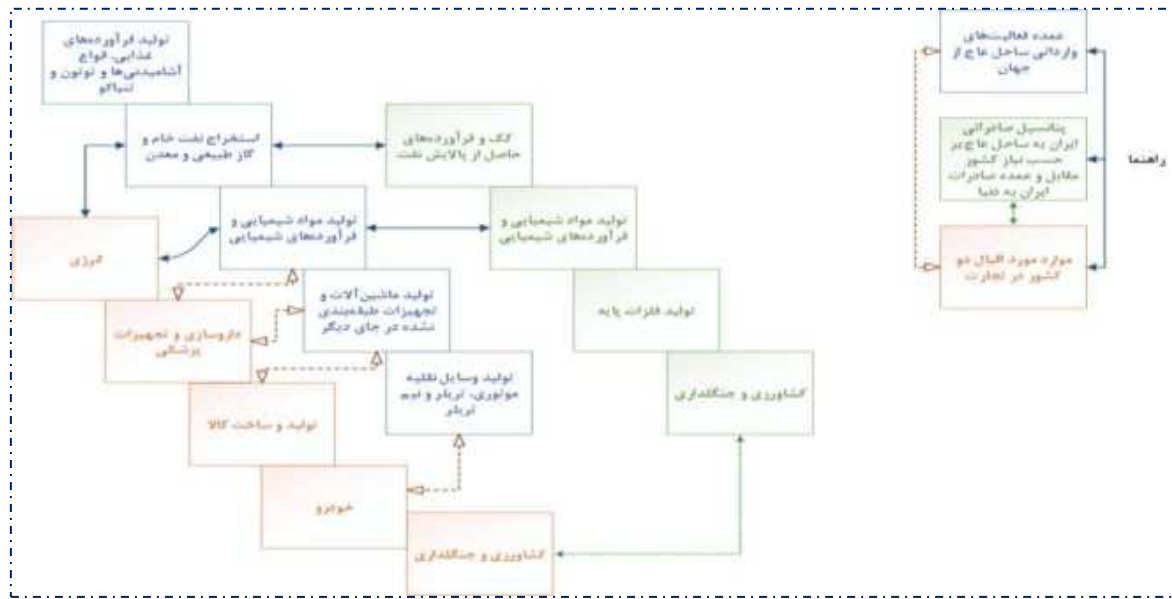 تولید فرآورده‌های
غذایی، انواع
آشامیدنی‌ها و توتون و
تنباکو
استخراج نفت خام و
گاز طبیعی و معدن
کک و فرآورده‌های
حاصل از پالایش نفت
تولید مواد شیمیایی و
فرآورده‌های شیمیایی
تولید مواد شیمیایی و
فرآورده‌های شیمیایی
انرژی
تولید ماشین‌آلات و
تجهیزات طبقه‌بندی
نشده در جای دیگر
تولید فلزات پایه
داروسازی و تجهیزات
پزشکی
تولید وسایل نقلیه
موتوری، تریلر و نیم
تریلر
کشاورزی و جنگلداری
تولید و ساخت کالا
خودرو
کشاورزی و جنگلداری
راهنما
عمده فعالیت‌های
وارداتی ساحل عاج از
جهان
پتانسیل صادراتی
ایران به ساحل عاج بر
حسب نیاز کشور
مقابل و عمده صادرات
ایران به دنیا
موارد مورد اقبال دو
کشور در تجارت